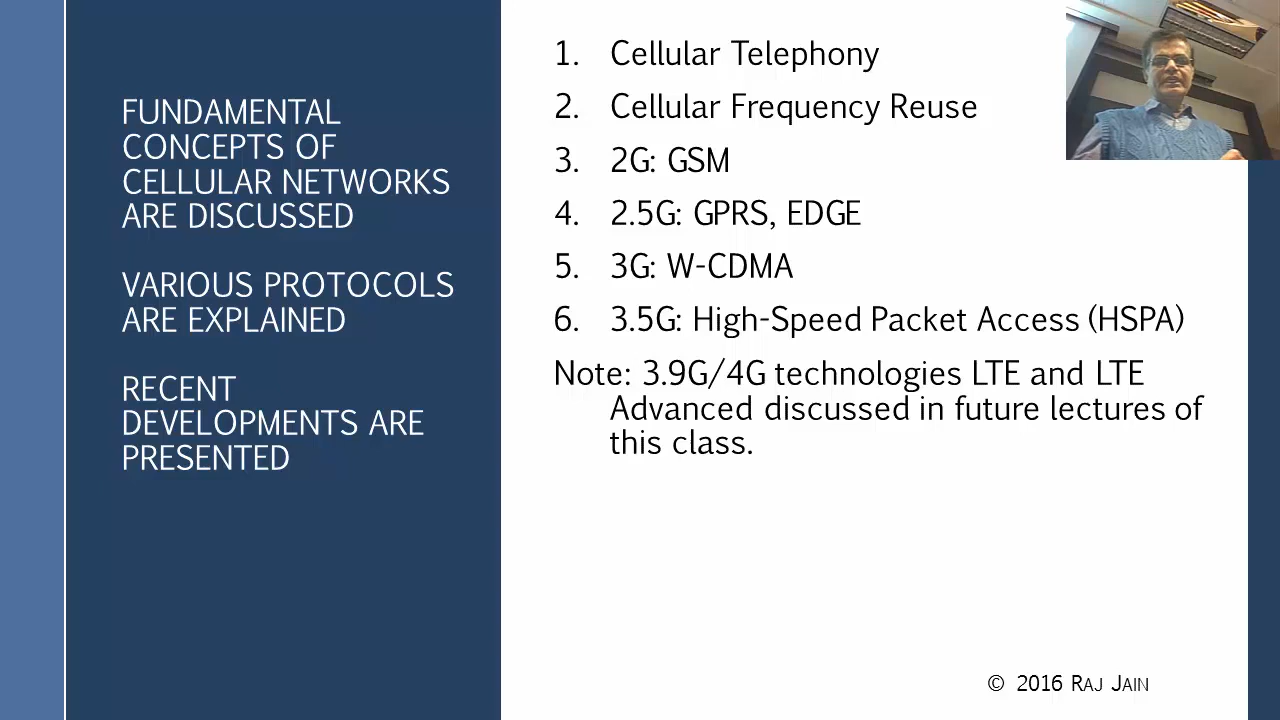 FUNDAMENTAL
CONCEPTS OF
CELLULAR NETWORKS
ARE DISCUSSED
VARIOUS PROTOCOLS
ARE EXPLAINED
RECENT
DEVELOPMENTS ARE
PRESENTED
1. Cellular Telephony
2. Cellular Frequency Reuse
3. 2G: GSM
4. 2.5G: GPRS, EDGE
5. 3G: W-CDMA
6. 3.5G: High-Speed Packet Access (HSPA)
Note: 3.9G/4G technologies LTE and LTE
Advanced discussed in future lectures of
this class.
© 2016 RAJ JAIN